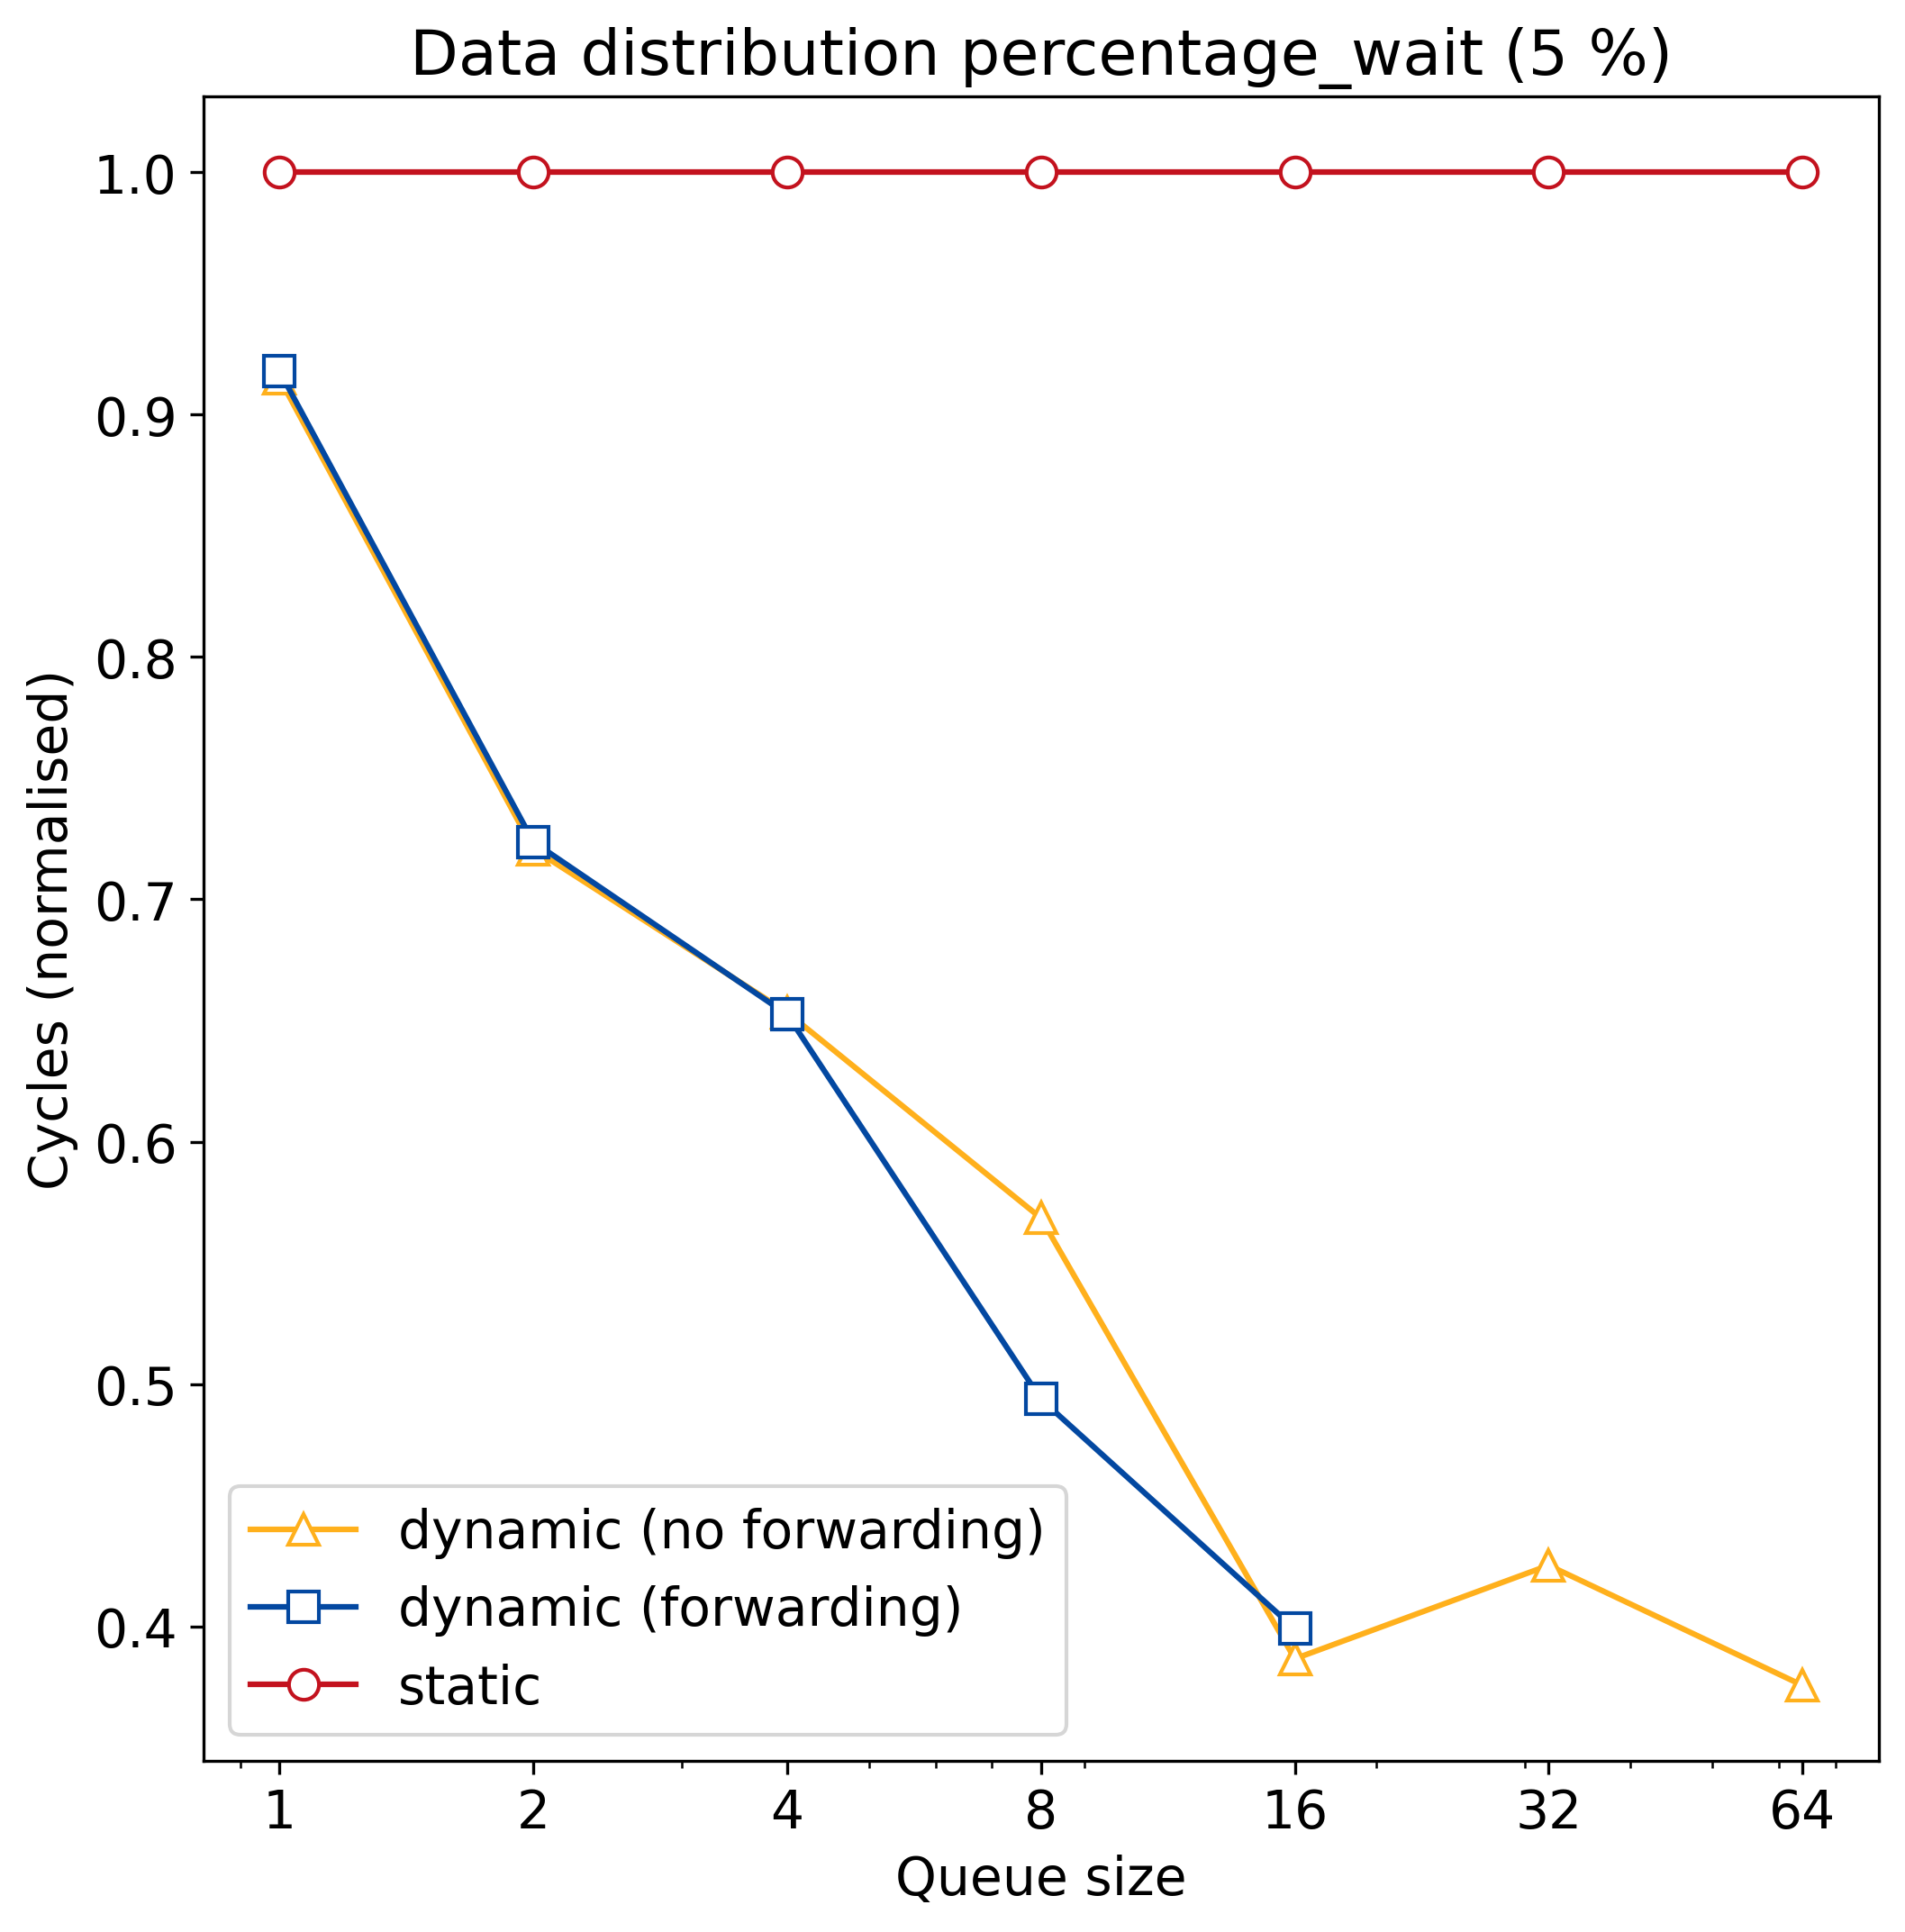 Data distribution percentage_wait (5 %)
Cycles (normalised)
1.0
0.9
0.8
0.7
0.6
0.5
0.4
dynamic (no forwarding)
dynamic (forwarding)
static
1 2 4 8 16 32 64
Queue size